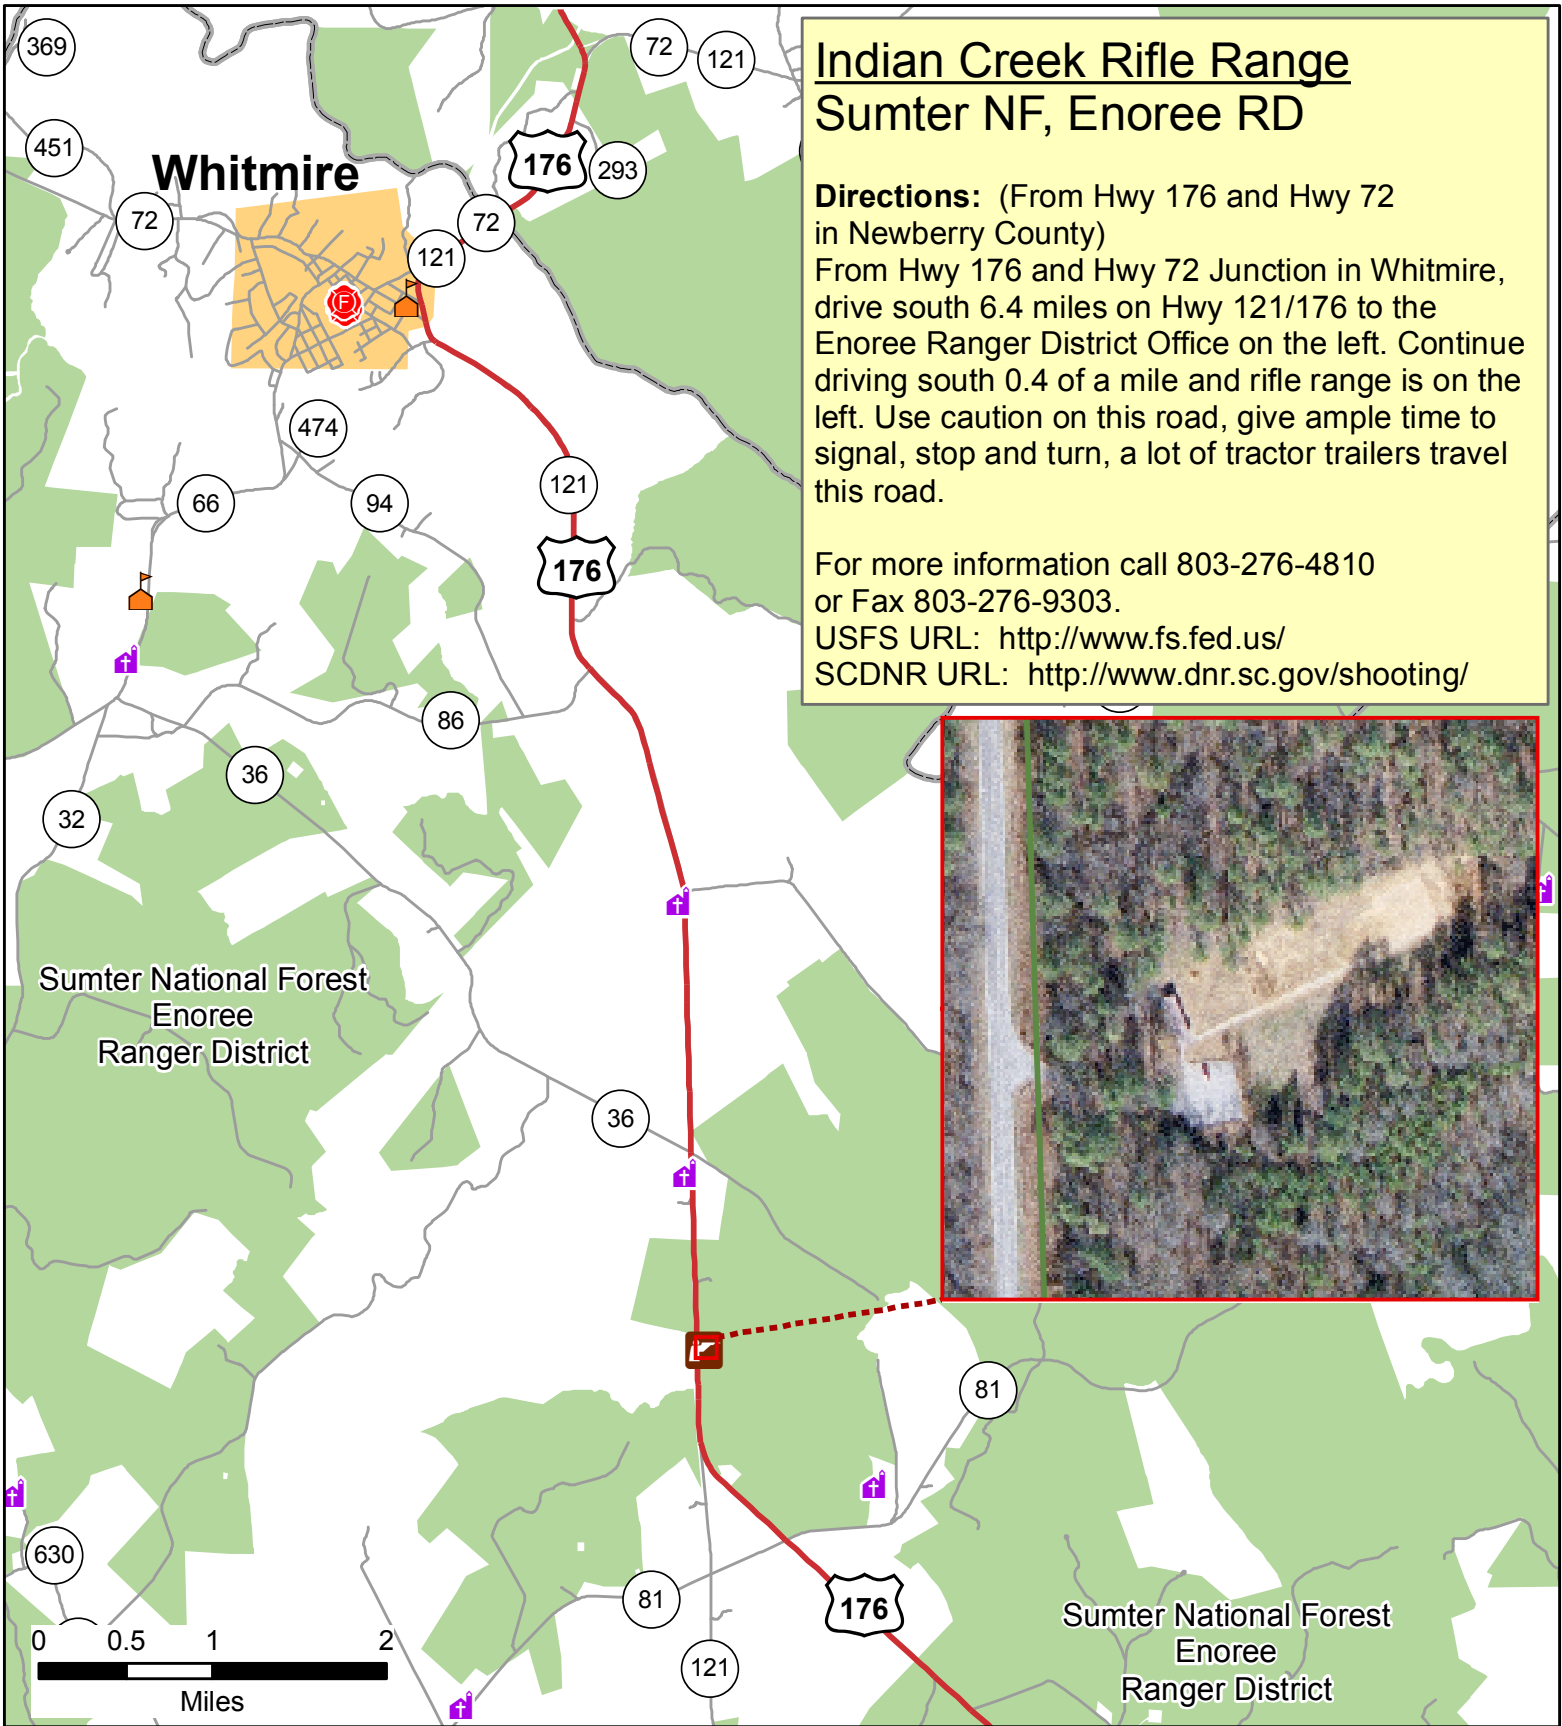 Indian Creek Rifle Range
Sumter NF, Enoree RD
Directions: (From Hwy 176 and Hwy 72
in Newberry County)
From Hwy 176 and Hwy 72 Junction in Whitmire,
drive south 6.4 miles on Hwy 121/176 to the
Enoree Ranger District Office on the left. Continue
driving south 0.4 of a mile and rifle range is on the
left. Use caution on this road, give ample time to
signal, stop and turn, a lot of tractor trailers travel
this road.
For more information call 803-276-4810
or Fax 803-276-9303.
USFS URL: http://www.fs.fed.us/
SCDNR URL: http://www.dnr.sc.gov/shooting/
369
72
121
451
176
293
Whitmire
72
72
121
F
474
66
94
121
176
86
36
32
Sumter National Forest
Enoree
Ranger District
36
81
630
81
176
121
Sumter National Forest
Enoree
Ranger District
0 0.5 1 2
Miles